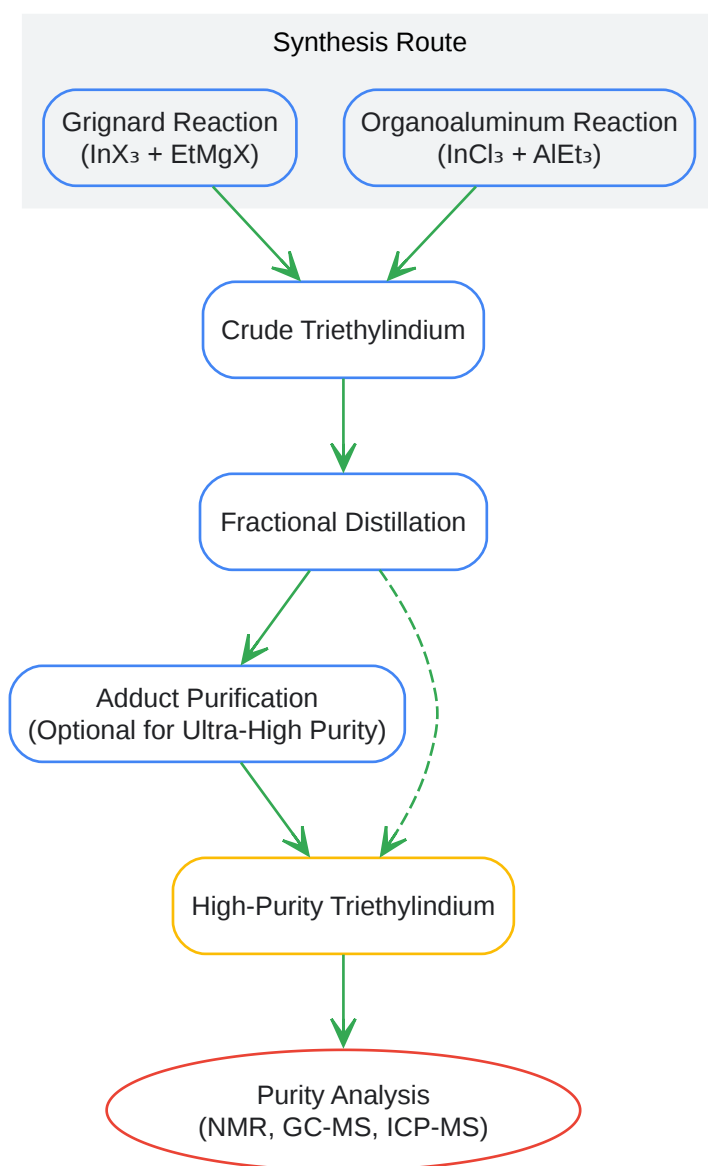 Synthesis Route
Grignard Reaction
(InX₃ + EtMgX)
Organoaluminum Reaction
(InCl₃ + AlEt₃)
Crude Triethylindium
Fractional Distillation
Adduct Purification
(Optional for Ultra-High Purity)
High-Purity Triethylindium
Purity Analysis
(NMR, GC-MS, ICP-MS)